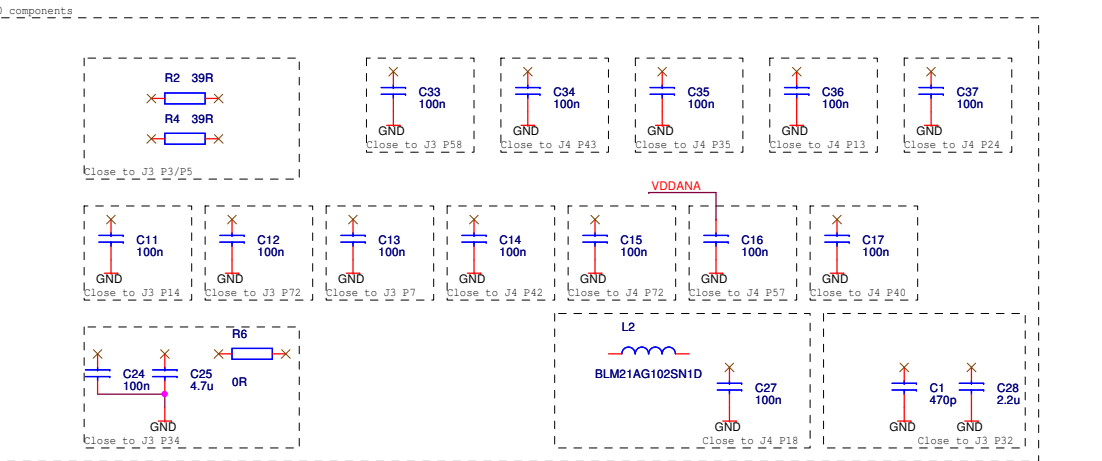 0 components
R2 39R
R4 39R
Close to J3 P3/P5
C33
100n
GND
Close to J3 P58
C34
100n
GND
Close to J4 P43
C35
100n
GND
Close to J4 P35
C36
100n
GND
Close to J4 P13
C37
100n
GND
Close to J4 P24
VDDANA
C11
100n
GND
Close to J3 P14
C12
100n
GND
Close to J3 P72
C13
100n
GND
Close to J3 P7
C14
100n
GND
Close to J4 P42
C15
100n
GND
Close to J4 P72
C16
100n
GND
Close to J4 P57
C17
100n
GND
Close to J4 P40
R6
0R
C24
100n
C25
4.7u
GND
Close to J3 P34
L2
BLM21AG102SN1D
C27
100n
GND
Close to J4 P18
C1
470p
GND
C28
2.2u
GND
Close to J3 P32